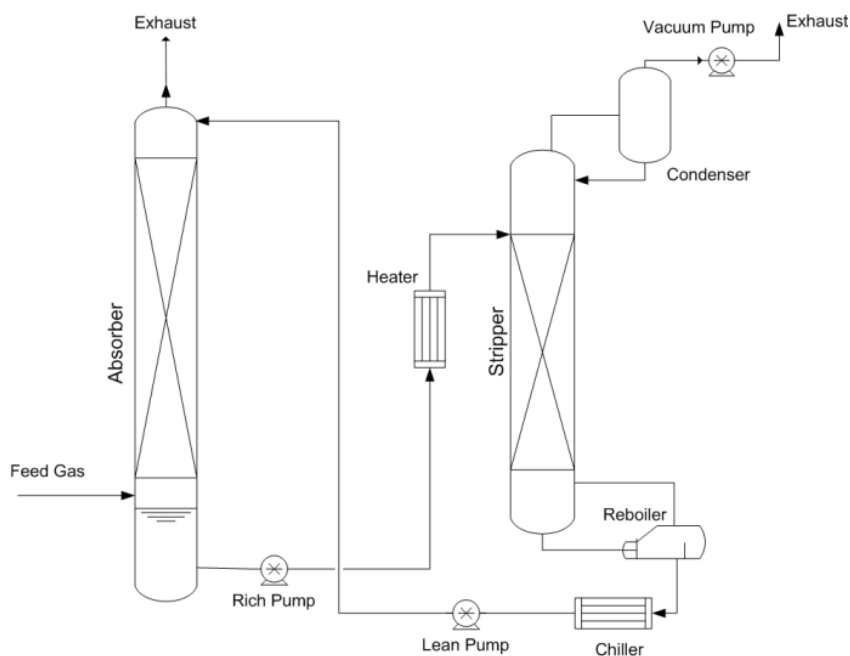 Exhaust
Vacuum Pump
Exhaust
Condenser
Heater
Absorber
Stripper
Feed Gas
Reboiler
Rich Pump
Lean Pump
Chiller